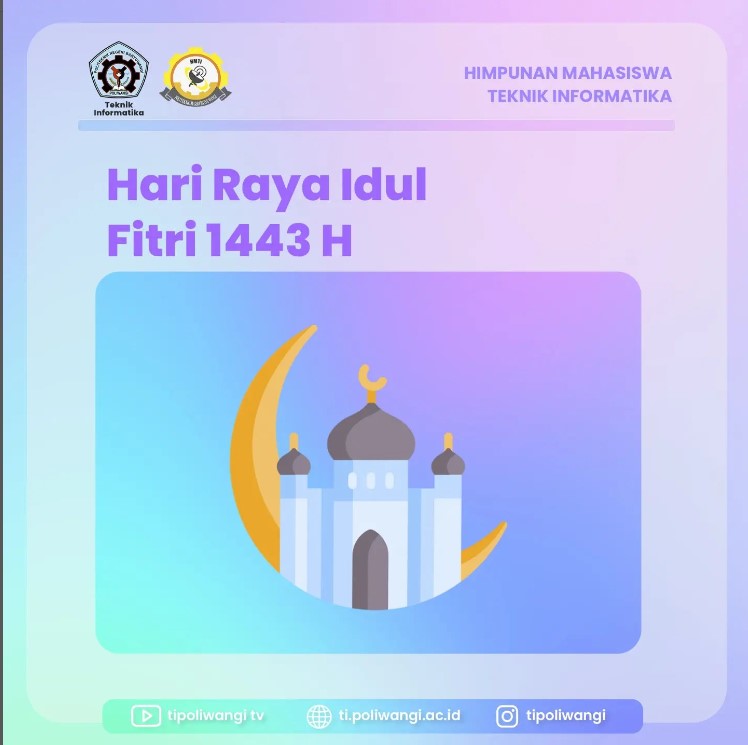 Teknik
Informatika
HIMPUNAN MAHASISWA
TEKNIK INFORMATIKA
Hari Raya Idul
Fitri 1443 H
tipoliwangi tv
ti.poliwangi.ac.id
tipoliwangi